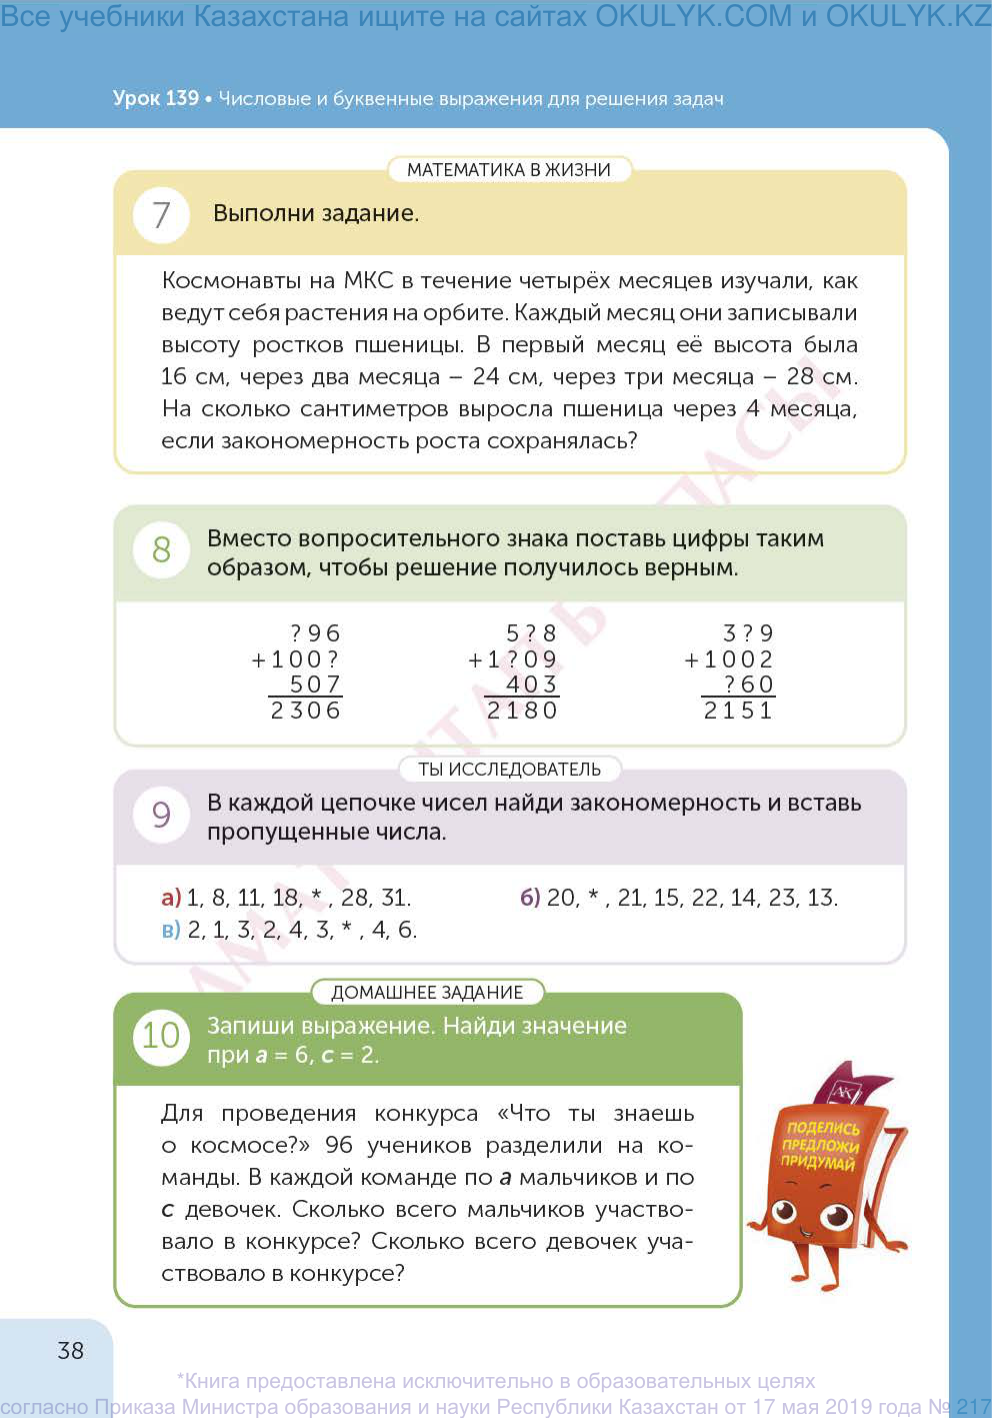 Все учебники Казахстана ищите на сайтах OKULYK.COM и OKULYK.KZ
Урок 139 • Числовые и буквенные выражения для решения задач
МАТЕМАТИКА В ЖИЗНИ
7 Выполни задание.
Космонавты на МКС в течение четырёх месяцев изучали, как
ведут себя растения на орбите. Каждый месяц они записывали
высоту ростков пшеницы. В первый месяц её высота была
16 см, через два месяца – 24 см, через три месяца – 28 см.
На сколько сантиметров выросла пшеница через 4 месяца,
если закономерность роста сохранялась?
8 Вместо вопросительного знака поставь цифры таким
образом, чтобы решение получилось верным.
?96 5?8 3?9
+100? +1?09 +1002
507 403 ?60
2306 2180 2151
ТЫ ИССЛЕДОВАТЕЛЬ
9 В каждой цепочке чисел найди закономерность и вставь
пропущенные числа.
а) 1, 8, 11, 18, * , 28, 31. б) 20, * , 21, 15, 22, 14, 23, 13.
в) 2, 1, 3, 2, 4, 3, * , 4, 6.
ДОМАШНЕЕ ЗАДАНИЕ
10 Запиши выражение. Найди значение
при а = 6, с = 2.
Для проведения конкурса «Что ты знаешь
о космосе?» 96 учеников разделили на ко-
манды. В каждой команде по а мальчиков и по
с девочек. Сколько всего мальчиков участво-
вало в конкурсе? Сколько всего девочек уча-
ствовало в конкурсе?
АК
ПОДЕЛИСЬ
ПРЕДЛОЖИ
ПРИДУМАЙ
38
*Книга предоставлена исключительно в образовательных целях
согласно Приказа Министра образования и науки Республики Казахстан от 17 мая 2019 года № 217